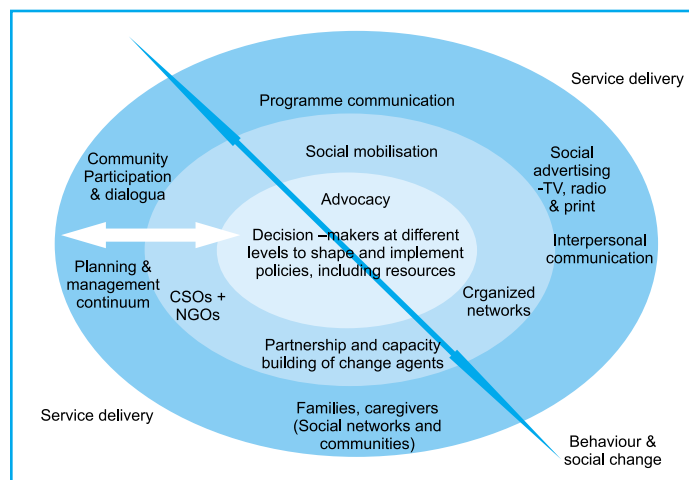 Service delivery
Programme communication
Social mobilisation
Community
Participation
& dialogua
Social
advertising
-TV, radio
& print
Advocacy
Decision –makers at different
levels to shape and implement
policies, including resources
Interpersonal
communication
Planning &
management
continuum
CSOs +
NGOs
Crganized
networks
Partnership and capacity
building of change agents
Families, caregivers
(Social networks and
communities)
Service delivery
Behaviour &
social change